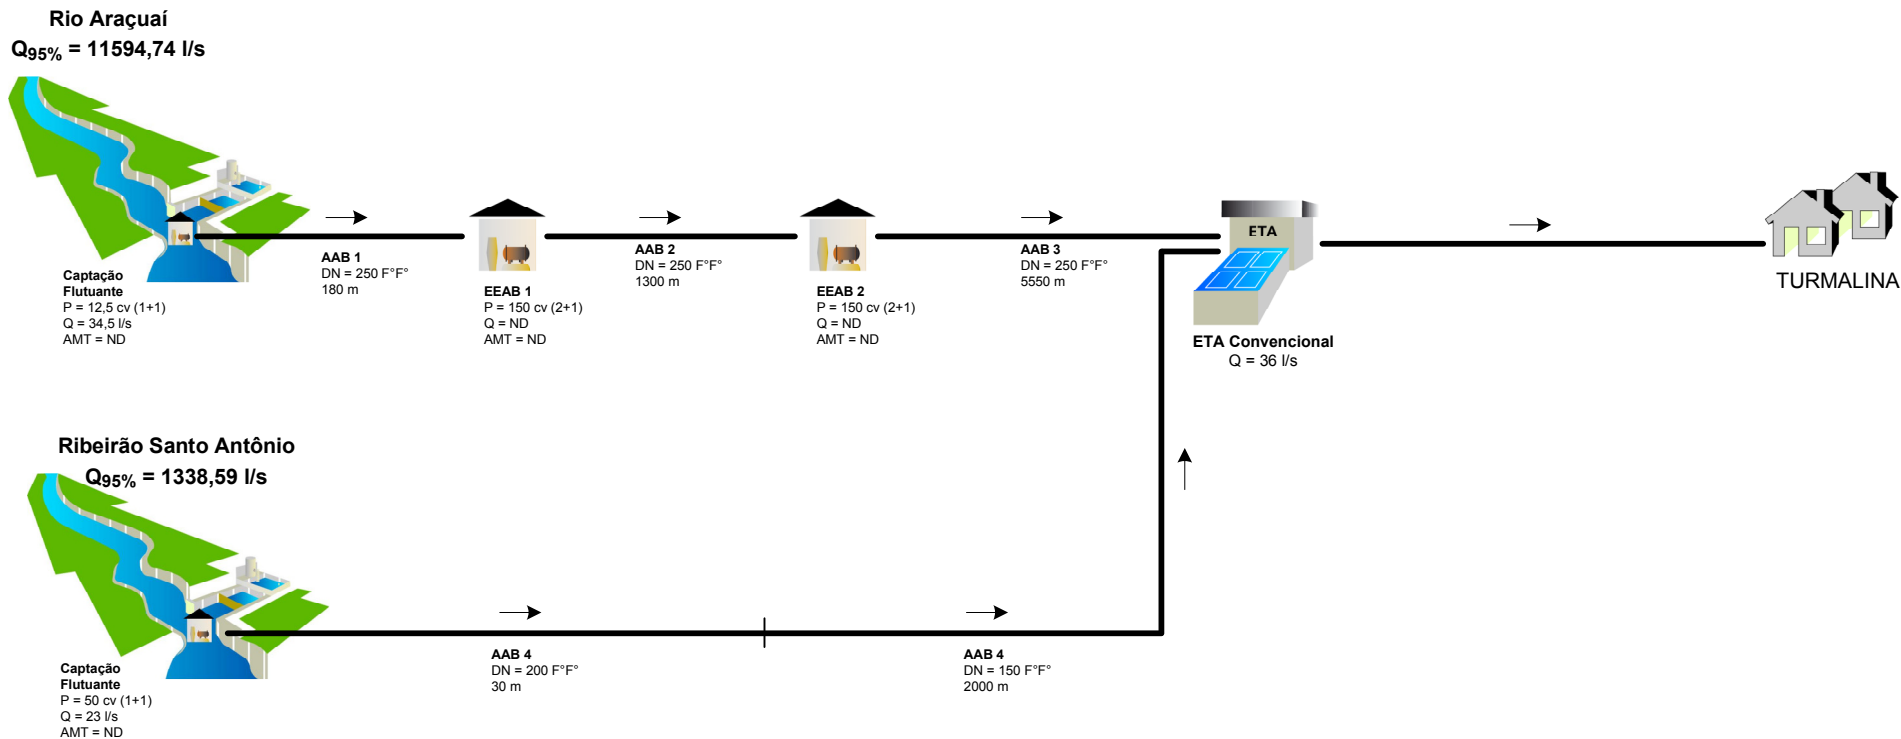 Rio Araçuaí
Q95% = 11594,74 l/s
Captação
Flutuante
P = 12,5 cv (1+1)
Q = 34,5 l/s
AMT = ND
AAB 1
DN = 250 F°F°
180 m
EEAB 1
P = 150 cv (2+1)
Q = ND
AMT = ND
AAB 2
DN = 250 F°F°
1300 m
EEAB 2
P = 150 cv (2+1)
Q = ND
AMT = ND
AAB 3
DN = 250 F°F°
5550 m
ETA
ETA Convencional
Q = 36 l/s
TURMALINA
Ribeirão Santo Antônio
Q95% = 1338,59 l/s
Captação
Flutuante
P = 50 cv (1+1)
Q = 23 l/s
AMT = ND
AAB 4
DN = 200 F°F°
30 m
AAB 4
DN = 150 F°F°
2000 m